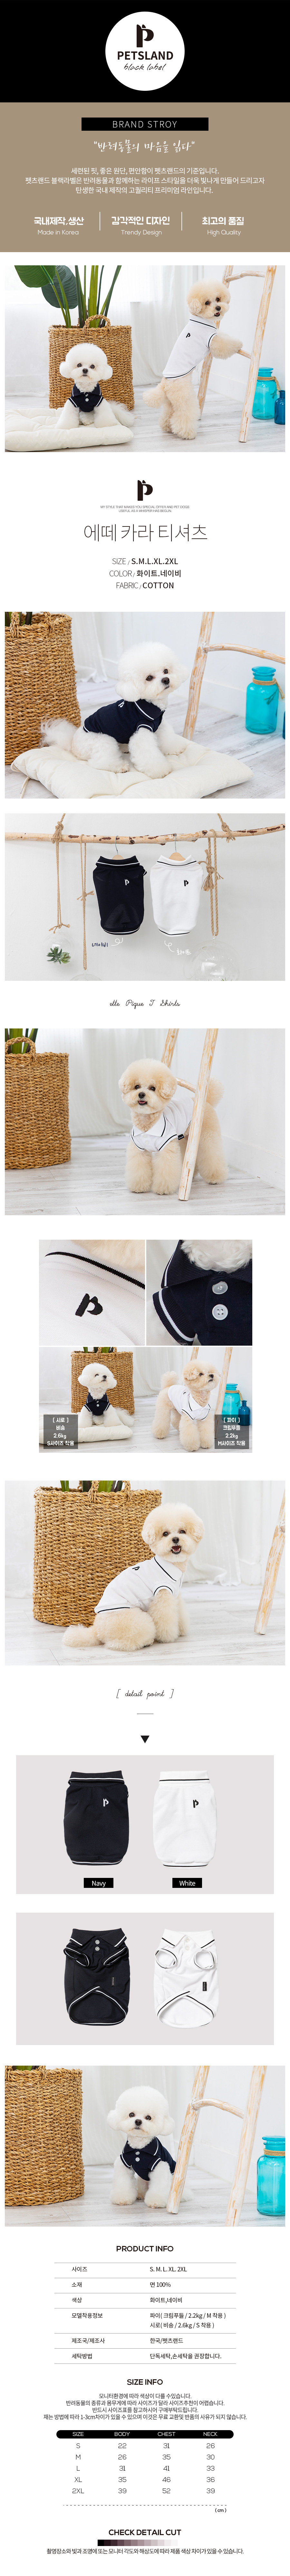 PETSLAND
black label
BRAND STROY
"반려동물의 마음을 입다"
세련된 핏, 좋은 원단, 편안함이 펫츠랜드의 기준입니다.
펫츠랜드 블랙라벨은 반려동물과 함께하는 라이프 스타일을 더욱 빛나게 만들어 드리고자
탄생한 국내 제작의 고퀄리티 프리미엄 라인입니다.
국내제작.생산 감각적인 디자인 최고의 품질
Made in Korea Trendy Design High Quality
에떼 카라 티셔츠
SIZE / S.M.L.XL.2XL
COLOR / 화이트.네이비
FABRIC / COTTON
etle Pique T Shirts
[ 시로 ]
비숑
2.6kg
S사이즈 착용
[ 파이 ]
크림푸들
2.2kg
M사이즈 착용
[ detail point ]
Navy White
PRODUCT INFO
사이즈 S. M. L. XL. 2XL
소재 면 100%
색상 화이트,네이비
모델착용정보 파이( 크림푸들 / 2.2kg / M 착용 )
시로( 비숑 / 2.6kg / S 착용 )
제조국/제조사 한국/펫츠랜드
세탁방법 단독세탁,손세탁을 권장합니다.
SIZE INFO
모니터환경에 따라 색상이 다를 수있습니다.
반려동물의 종류과 몸무게에 따라 사이즈가 달라 사이즈추천이 어렵습니다.
반드시 사이즈표를 참고하시어 구매부탁드립니다.
재는 방법에 따라 1-3cm차이가 있을 수 있으며 이것은 무료 교환및 반품의 사유가 되지 않습니다.
SIZE BODY CHEST NECK
S 22 31 26
M 26 35 30
L 31 41 33
XL 35 46 36
2XL 39 52 39
(cm)
CHECK DETAIL CUT
촬영장소와 빛과 조명에 또는 모니터 각도와 해상도에 따라 제품 색상 차이가 있을 수 있습니다.